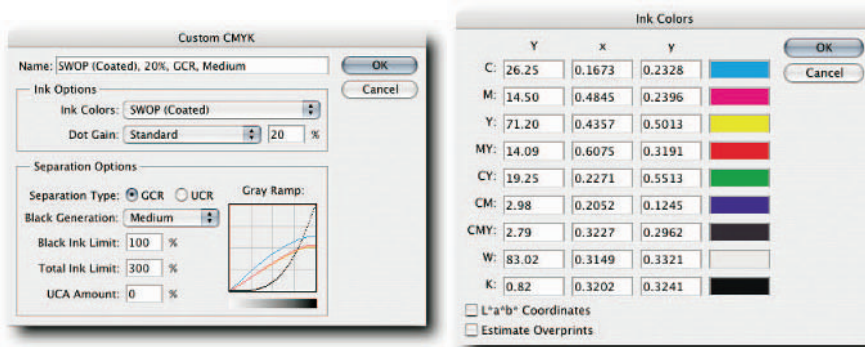 Custom CMYK
Name: SWOP (Coated), 20%, GCR, Medium
OK
Cancel
Ink Options
Ink Colors: SWOP (Coated)
Dot Gain: Standard 20 %
Separation Options
Separation Type: GCR UCR
Gray Ramp:
Black Generation: Medium
Black Ink Limit: 100 %
Total Ink Limit: 300 %
UCA Amount: 0 %
Ink Colors
Y x y
C: 26.25 0.1673 0.2328
M: 14.50 0.4845 0.2396
Y: 71.20 0.4357 0.5013
MY: 14.09 0.6075 0.3191
CY: 19.25 0.2271 0.5513
CM: 2.98 0.2052 0.1245
CMY: 2.79 0.3227 0.2962
W: 83.02 0.3149 0.3321
K: 0.82 0.3202 0.3241
L*a*b* Coordinates
Estimate Overprints
OK
Cancel